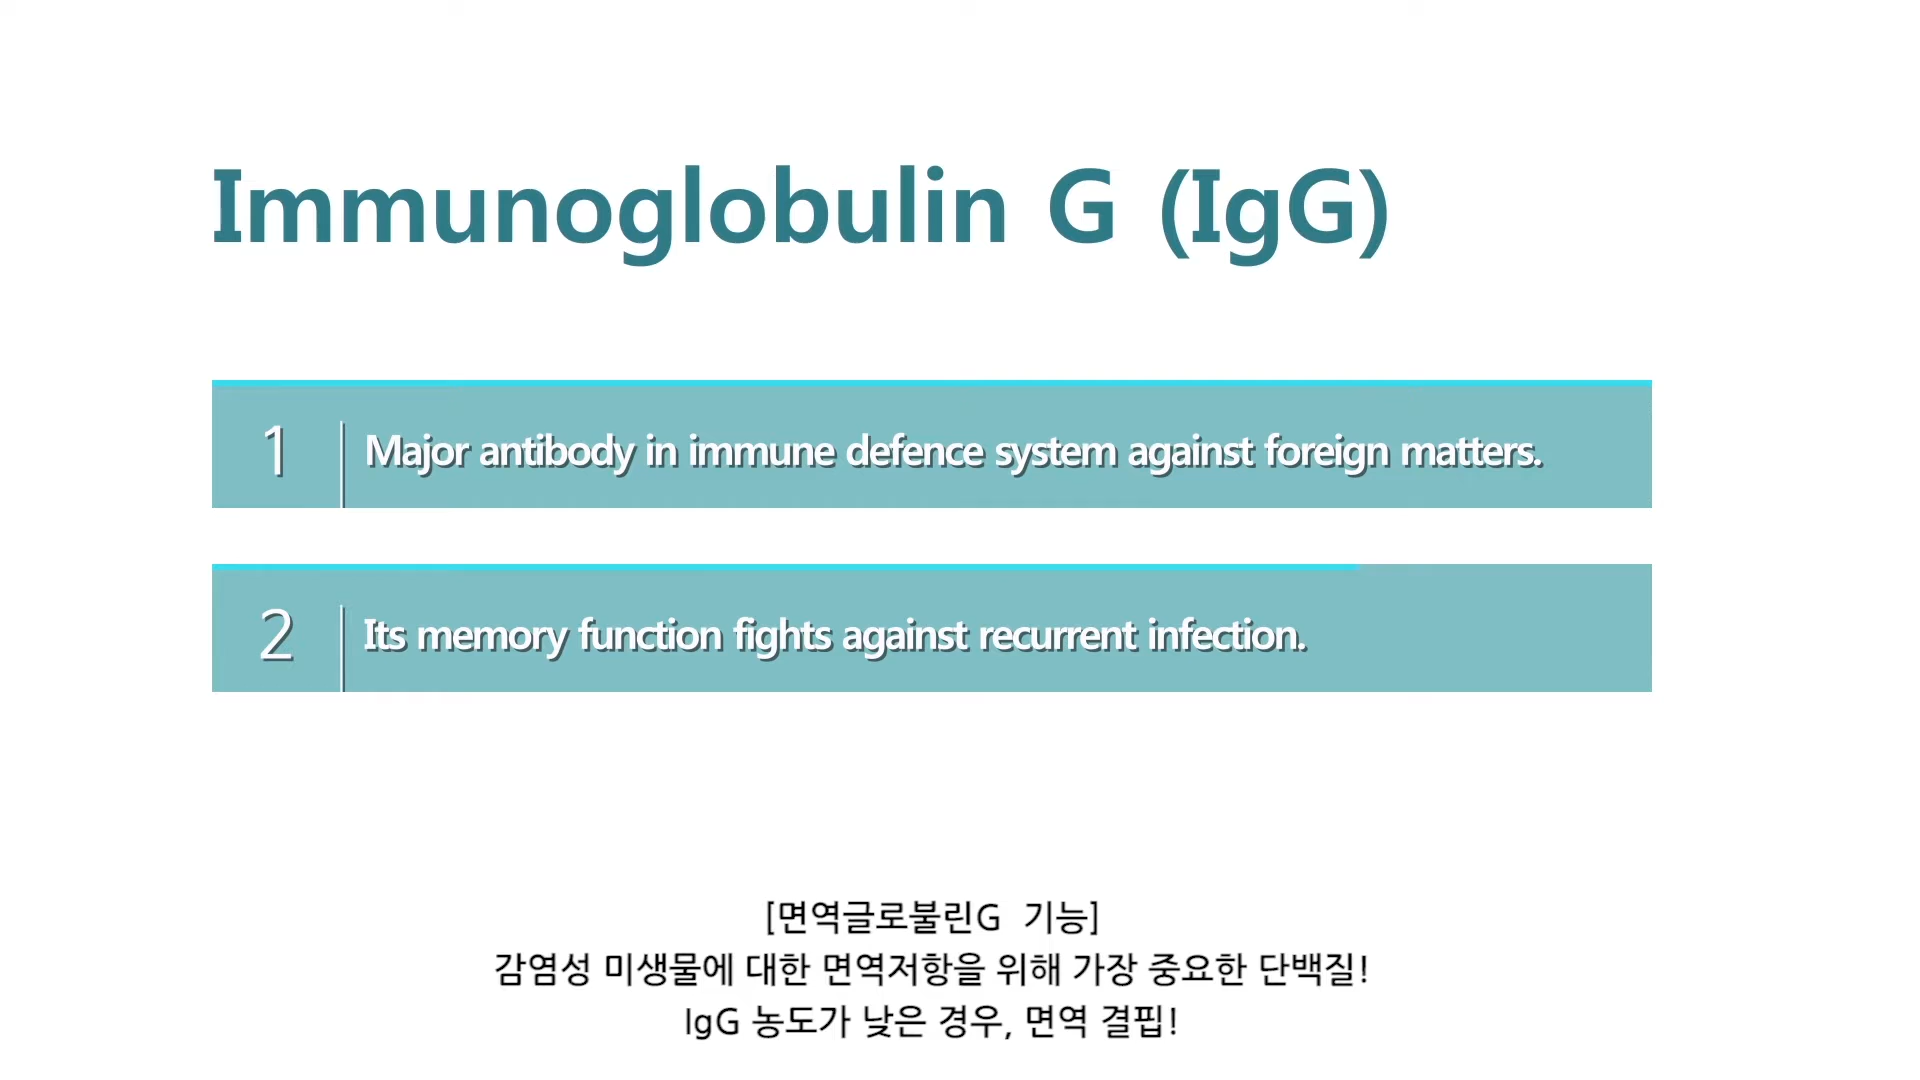 Immunoglobulin G (IgG)
1 Major antibody in immune defence system against foreign matters.
2 Its memory function fights against recurrent infection.
[면역글로불린G 기능]
감염성 미생물에 대한 면역저항을 위해 가장 중요한 단백질!
IgG 농도가 낮은 경우, 면역 결핍!